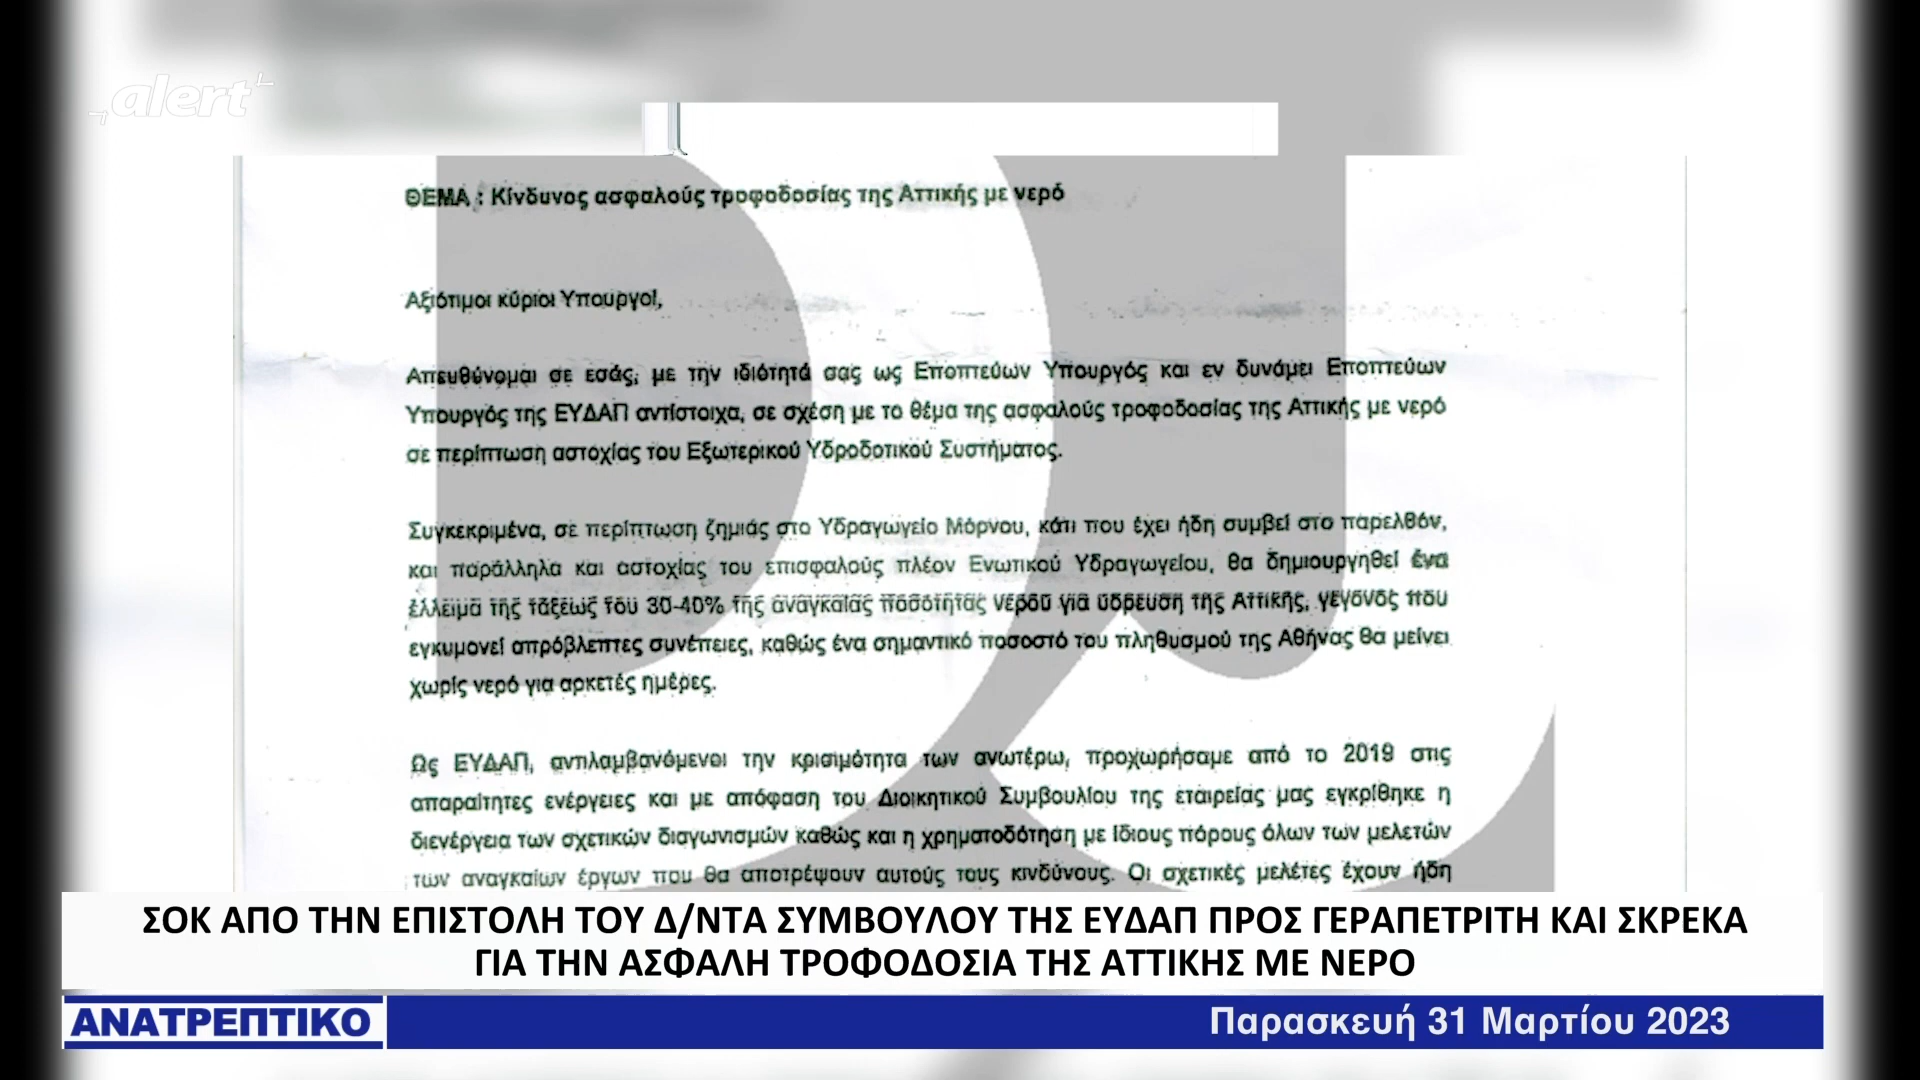 alert
ΘΕΜΑ : Κίνδυνος ασφαλούς τροφοδοσίας της Αττικής με νερό
Αξιότιμοι κύριοι Υπουργοί,
Απευθύνομαι σε εσάς, με την ιδιότητά σας ως Εποπτεύων Υπουργός και εν δυνάμει Εποπτεύων
Υπουργός της ΕΥΔΑΠ αντίστοιχα, σε σχέση με το θέμα της ασφαλούς τροφοδοσίας της Αττικής με νερό
σε περίπτωση αστοχίας του Εξωτερικού Υδροδοτικού Συστήματος.
Συγκεκριμένα, σε περίπτωση ζημιάς στο Υδραγωγείο Μόρνου, κάτι που έχει ήδη συμβεί στο παρελθόν,
και παράλληλα και αστοχίας του επισφαλούς πλέον Ενωτικού Υδραγωγείου, θα δημιουργηθεί ένα
έλλειμα της τάξεως του 30-40% της αναγκαίας ποσότητας νερού για ύδρευση της Αττικής, γεγονός που
εγκυμονεί απρόβλεπτες συνέπειες, καθώς ένα σημαντικό ποσοστό του πληθυσμού της Αθήνας θα μείνει
χωρίς νερό για αρκετές ημέρες.
Ως ΕΥΔΑΠ, αντιλαμβανόμενοι την κρισιμότητα των ανωτέρω, προχωρήσαμε από το 2019 στις
απαραίτητες ενέργειες και με απόφαση του Διοικητικού Συμβουλίου της εταιρείας μας εγκρίθηκε η
διενέργεια των σχετικών διαγωνισμών καθώς και η χρηματοδότηση με ίδιους πόρους όλων των μελετών
των αναγκαίων έργων που θα αποτρέψουν αυτούς τους κινδύνους. Οι σχετικές μελέτες έχουν ήδη
ΣΟΚ ΑΠΟ ΤΗΝ ΕΠΙΣΤΟΛΗ ΤΟΥ Δ/ΝΤΑ ΣΥΜΒΟΥΛΟΥ ΤΗΣ ΕΥΔΑΠ ΠΡΟΣ ΓΕΡΑΠΕΤΡΙΤΗ ΚΑΙ ΣΚΡΕΚΑ
ΓΙΑ ΤΗΝ ΑΣΦΑΛΗ ΤΡΟΦΟΔΟΣΙΑ ΤΗΣ ΑΤΤΙΚΗΣ ΜΕ ΝΕΡΟ
ΑΝΑΤΡΕΠΤΙΚΟ
Παρασκευή 31 Μαρτίου 2023